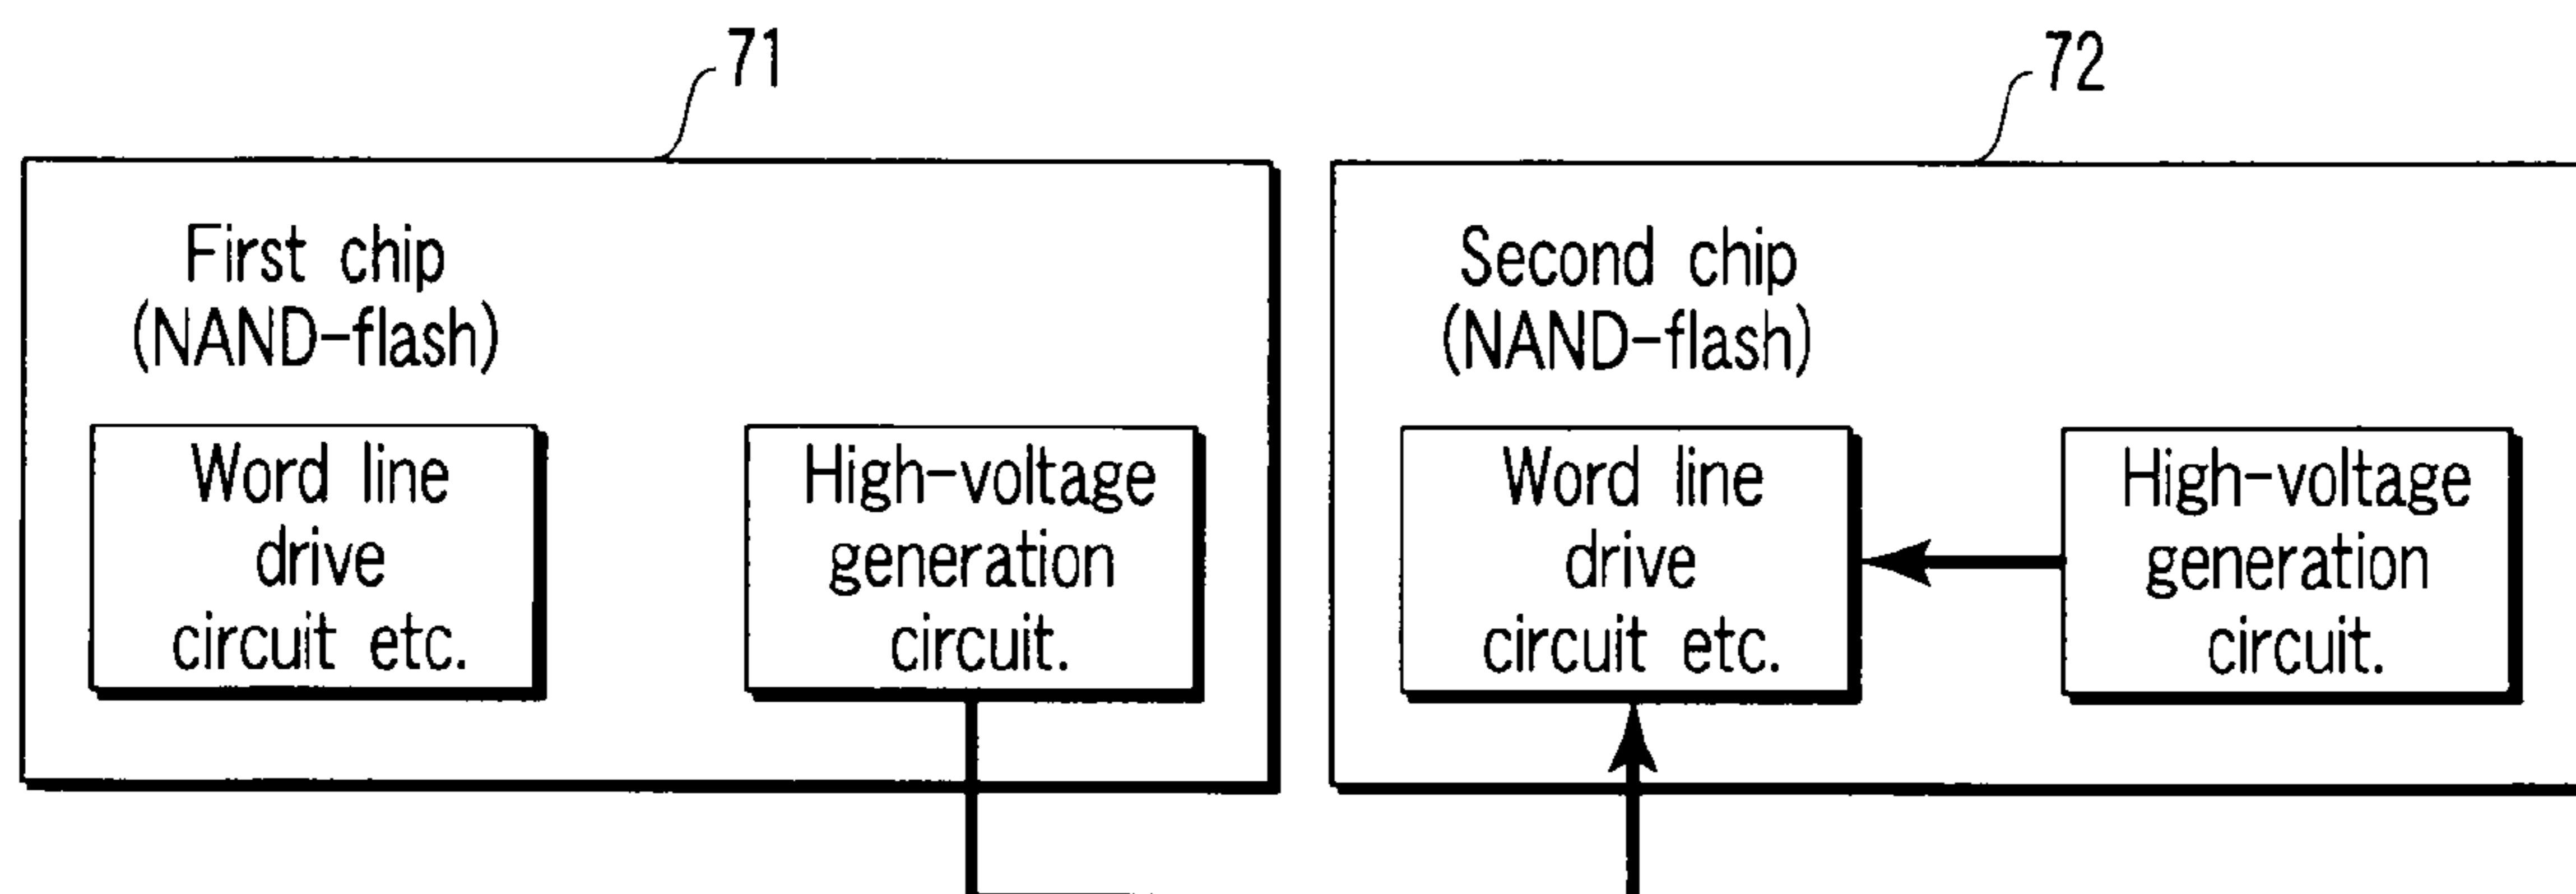 71
72
First chip
(NAND-flash)
Word line
drive
circuit etc.
High-voltage
generation
circuit.
Second chip
(NAND-flash)
Word line
drive
circuit etc.
High-voltage
generation
circuit.